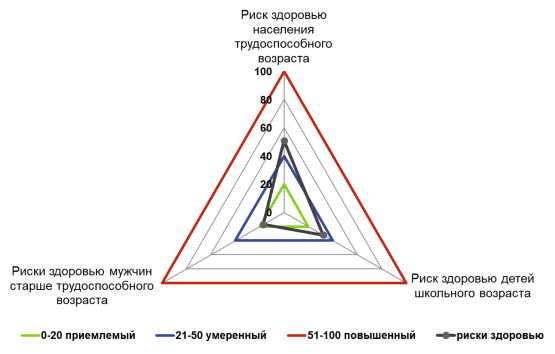 Риск здоровью
населения
трудоспособного
возраста
100
80
60
40
20
0
Риски здоровью мужчин
старше трудоспособного
возраста
Риск здоровью детей
школьного возраста
0-20 приемлемый
21-50 умеренный
51-100 повышенный
риски здоровью